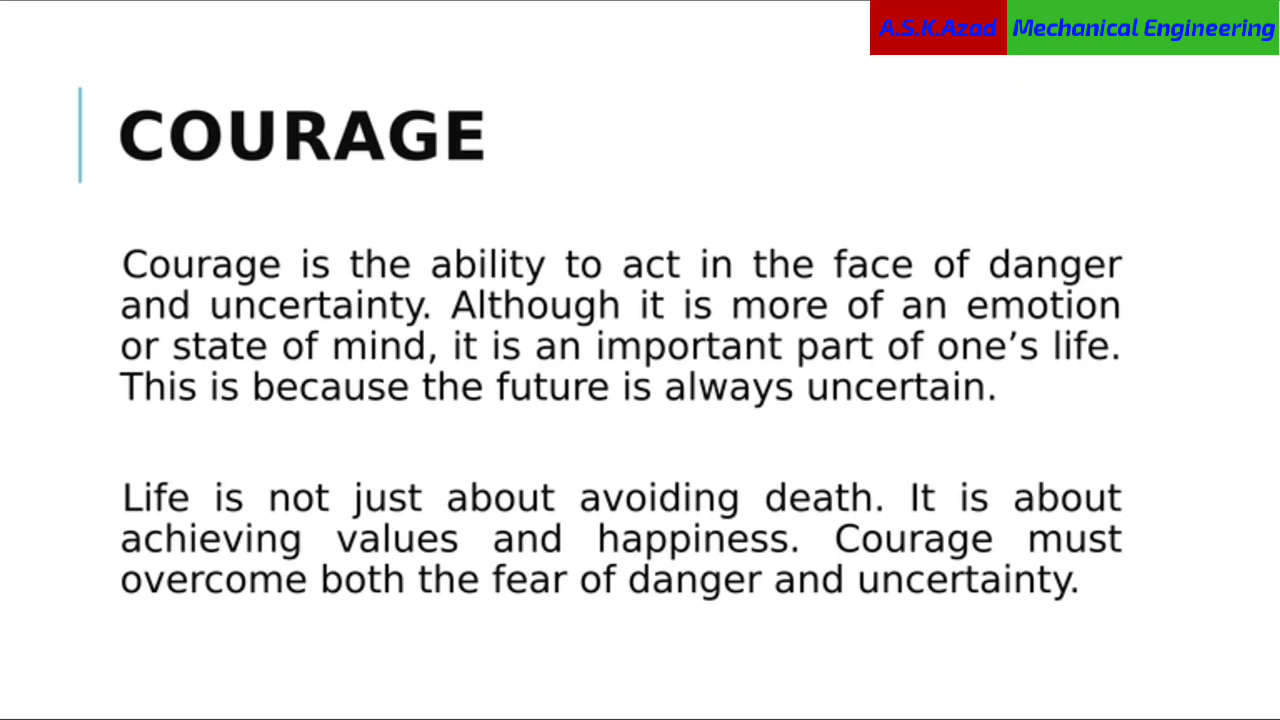 A.S.K.Azad Mechanical Engineering
COURAGE
Courage is the ability to act in the face of danger
and uncertainty. Although it is more of an emotion
or state of mind, it is an important part of one’s life.
This is because the future is always uncertain.
Life is not just about avoiding death. It is about
achieving values and happiness. Courage must
overcome both the fear of danger and uncertainty.